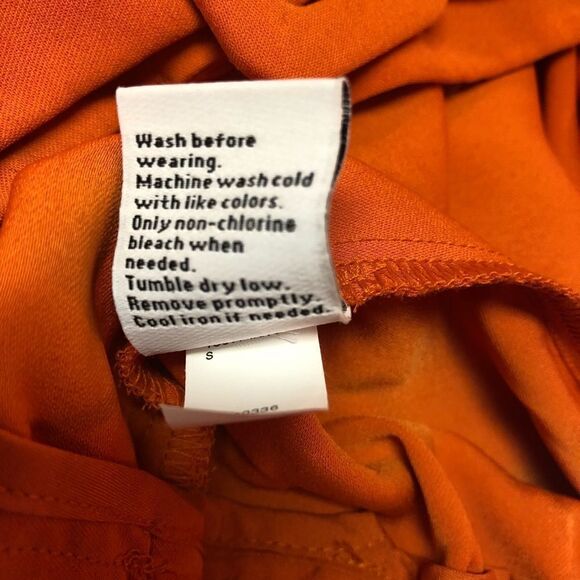 Wash before
wearing.
Machine wash cold
with like colors.
Only non-chlorine
bleach when
needed.
Tumble dry low.
Remove promptly.
Cool iron if needed.
S